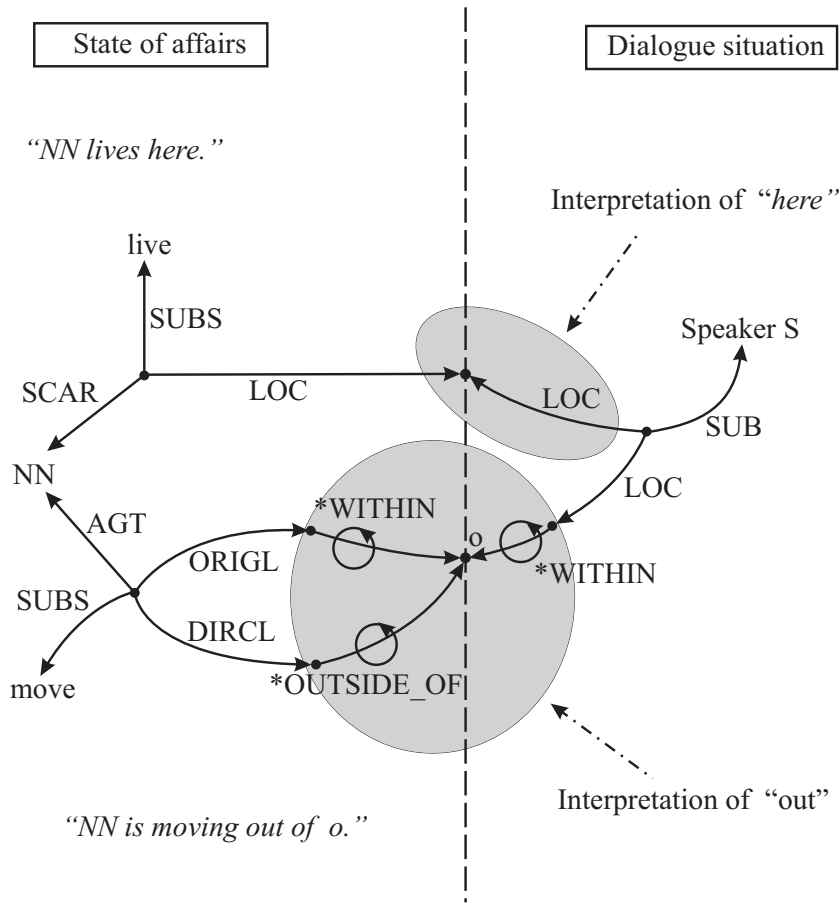 State of affairs
Dialogue situation
“NN lives here.”
Interpretation of “here”
live
SUBS
Speaker S
SCAR
LOC
LOC
SUB
NN
LOC
*WITHIN
AGT
o
ORIGL
*WITHIN
SUBS
DIRCL
move
*OUTSIDE_OF
Interpretation of “out”
“NN is moving out of o.”